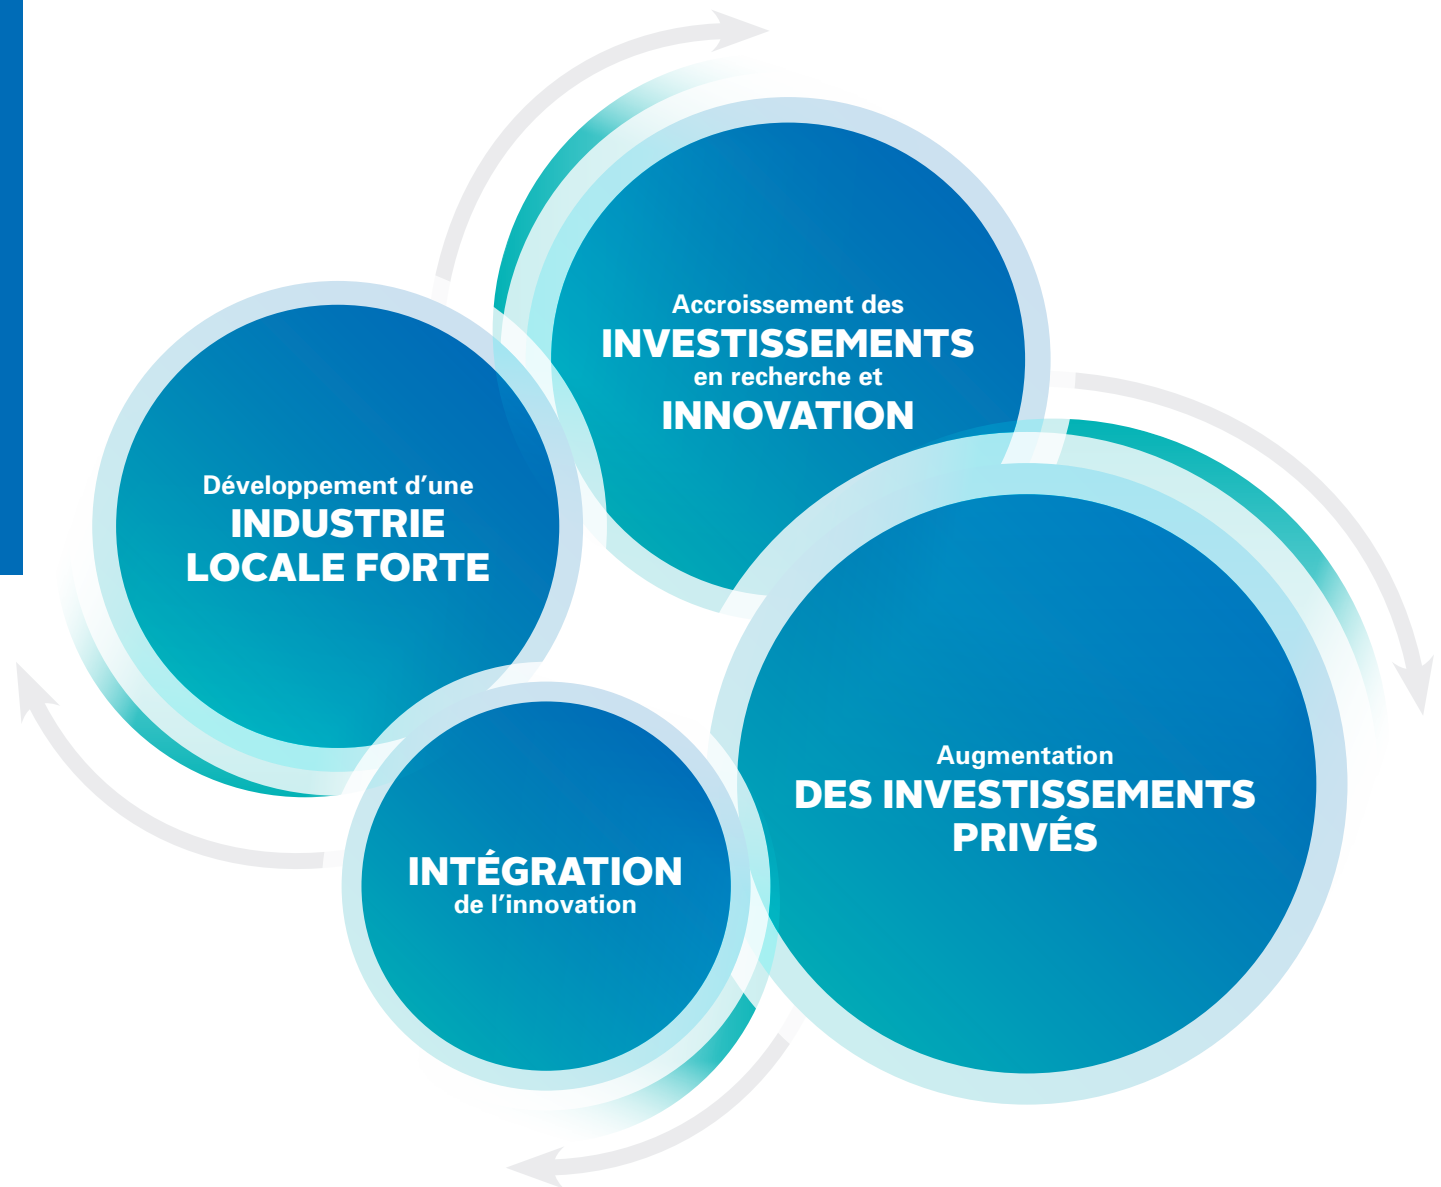 Accroissement des
INVESTISSEMENTS
en recherche et
INNOVATION
Développement d’une
INDUSTRIE
LOCALE FORTE
Augmentation
DES INVESTISSEMENTS
PRIVÉS
INTÉGRATION
de l’innovation